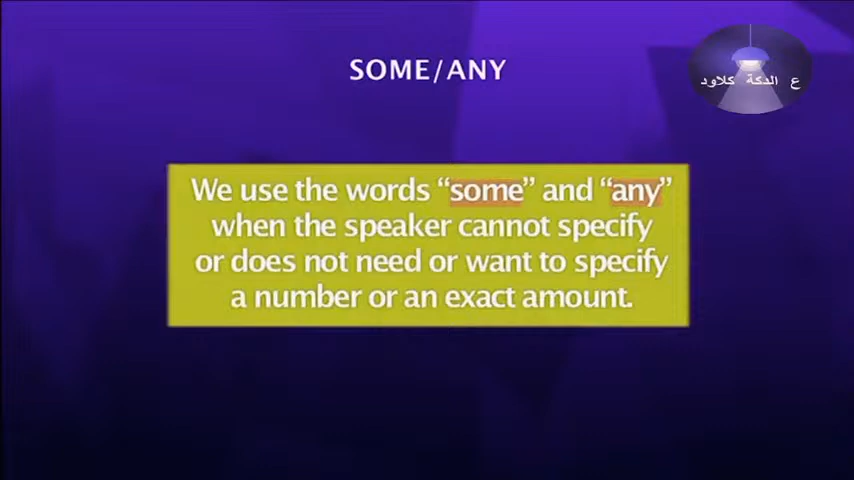 SOME/ANY
ع الدكة كلاود
We use the words “some” and “any”
when the speaker cannot specify
or does not need or want to specify
a number or an exact amount.